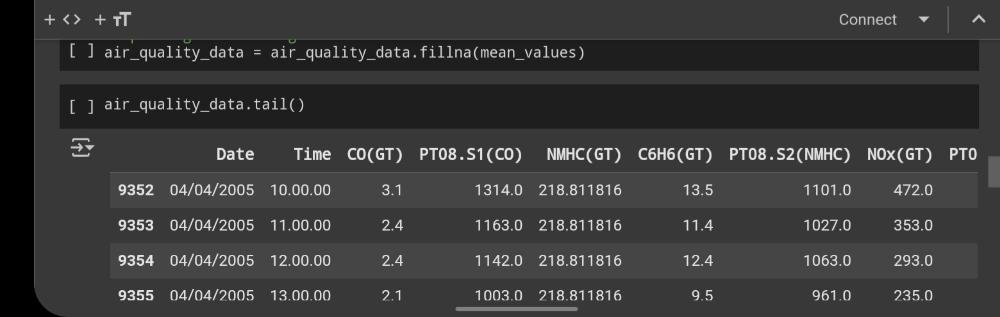 + <> + TT Connect
[ ] air_quality_data = air_quality_data.fillna(mean_values)
[ ] air_quality_data.tail()
Date Time CO(GT) PT08.S1(CO) NMHC(GT) C6H6(GT) PT08.S2(NMHC) NOx(GT) PT0
9352 04/04/2005 10.00.00 3.1 1314.0 218.811816 13.5 1101.0 472.0
9353 04/04/2005 11.00.00 2.4 1163.0 218.811816 11.4 1027.0 353.0
9354 04/04/2005 12.00.00 2.4 1142.0 218.811816 12.4 1063.0 293.0
9355 04/04/2005 13.00.00 2.1 1003.0 218.811816 9.5 961.0 235.0